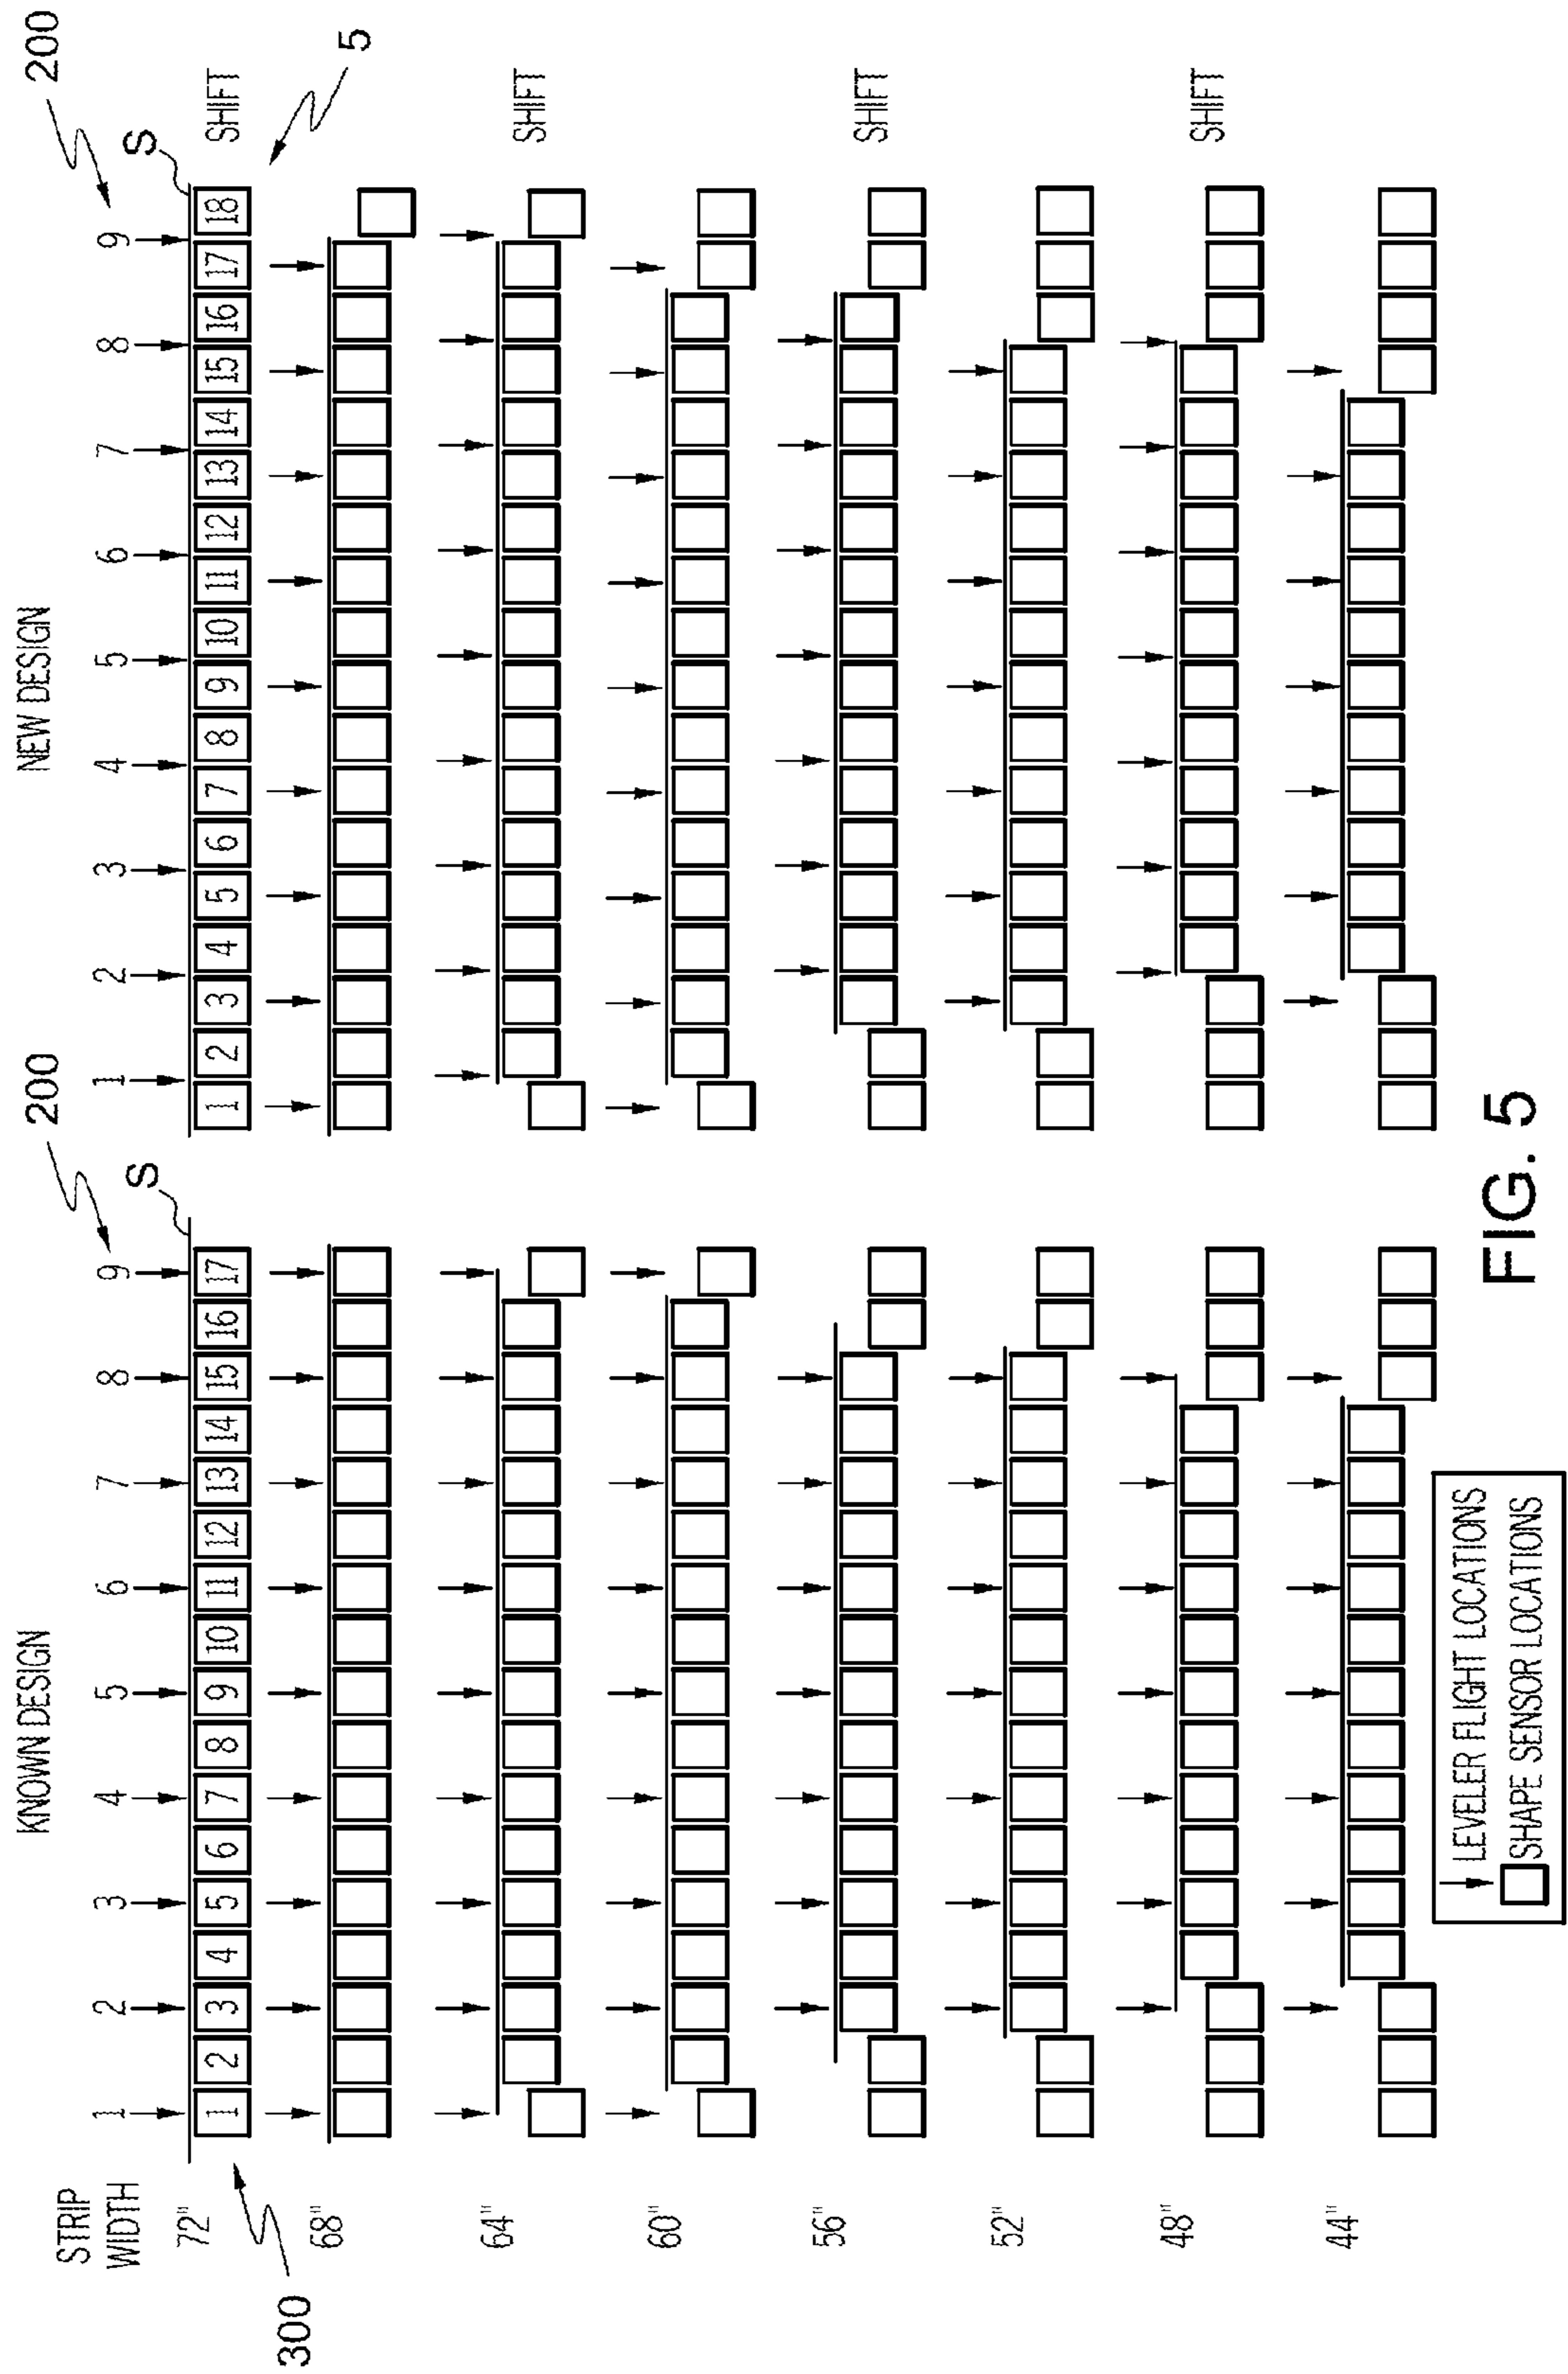 KNOWN DESIGN
NEW DESIGN
200
200
STRIP
WIDTH
1 2 3 4 5 6 7 8 9
S
1 2 3 4 5 6 7 8 9
S
72"
1 2 3 4 5 6 7 8 9 10 11 12 13 14 15 16 17
1 2 3 4 5 6 7 8 9 10 11 12 13 14 15 16 17 18
SHIFT
300
5
68"
64"
SHIFT
60"
56"
SHIFT
52"
48"
SHIFT
44"
LEVELER FLIGHT LOCATIONS
SHAPE SENSOR LOCATIONS
FIG. 5